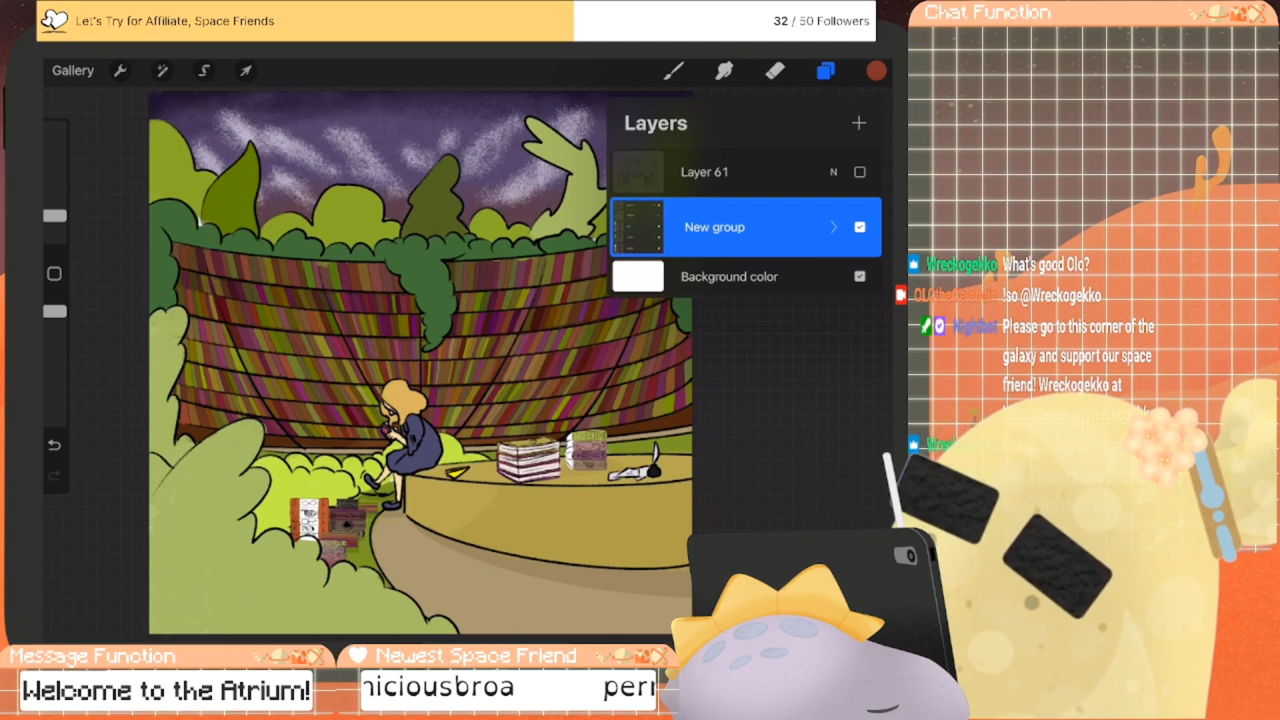 Let's Try for Affiliate, Space Friends
32 / 50 Followers
Chat Function
Gallery
Layers
Layer 61
N
New group
Background color
Wreckogekko What's good Olo?
!so @Wreckogekko
Nightbot Please go to this corner of the
galaxy and support our space
friend! Wreckogekko at
Message Function
Newest Space Friend
Welcome to the Atrium!
niciousbroa